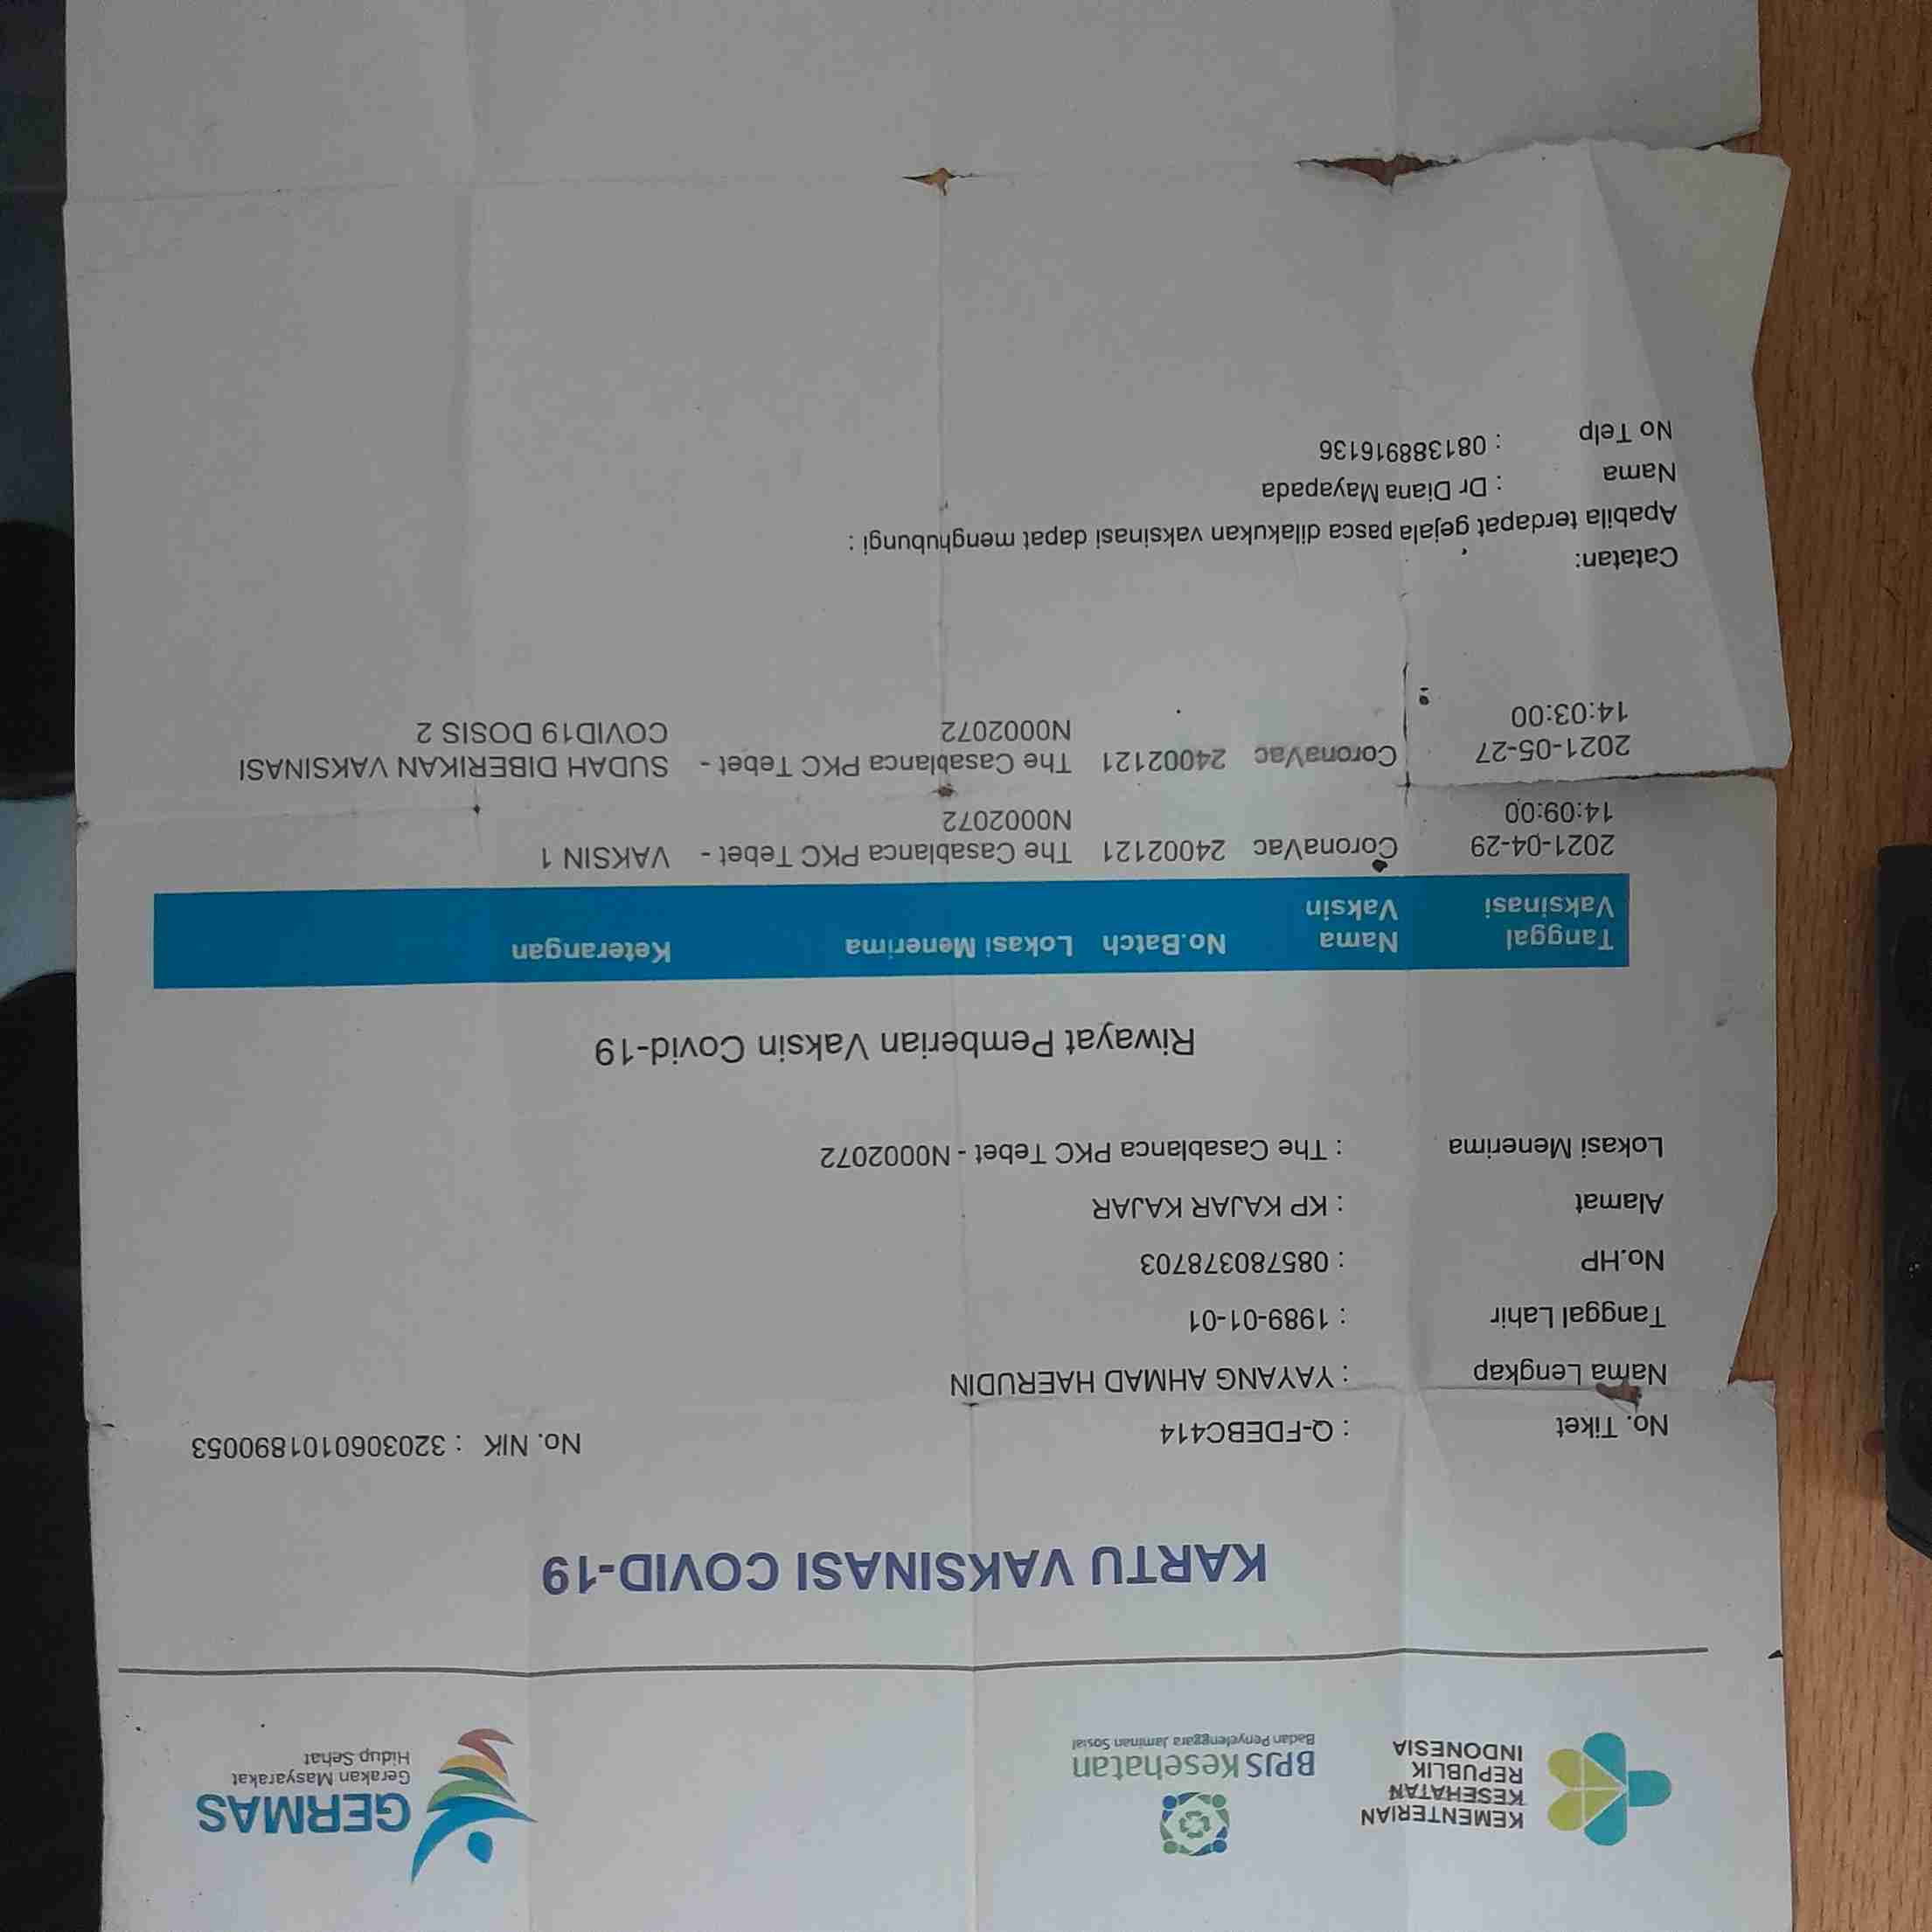 KEMENTERIAN
KESEHATAN
REPUBLIK
INDONESIA
BPJS Kesehatan
Badan Penyelenggara Jaminan Sosial
GERMAS
Gerakan Masyarakat
Hidup Sehat
KARTU VAKSINASI COVID-19
No. Tiket : Q-FDEBC414 No. NIK : 3203060101890053
Nama Lengkap : YAYANG AHMAD HAERUDIN
Tanggal Lahir : 1989-01-01
No.HP : 085780378703
Alamat : KP KAJAR KAJAR
Lokasi Menerima : The Casablanca PKC Tebet - N0002072
Riwayat Pemberian Vaksin Covid-19
Tanggal Nama No.Batch Lokasi Menerima Keterangan
Vaksinasi Vaksin
2021-04-29 CoronaVac 24002121 The Casablanca PKC Tebet - VAKSIN 1
14:09:00 N0002072
2021-05-27 CoronaVac 24002121 The Casablanca PKC Tebet - SUDAH DIBERIKAN VAKSINASI
14:03:00 N0002072 COVID19 DOSIS 2
Catatan:
Apabila terdapat gejala pasca dilakukan vaksinasi dapat menghubungi :
Nama : Dr Diana Mayapada
No Telp : 081388916136